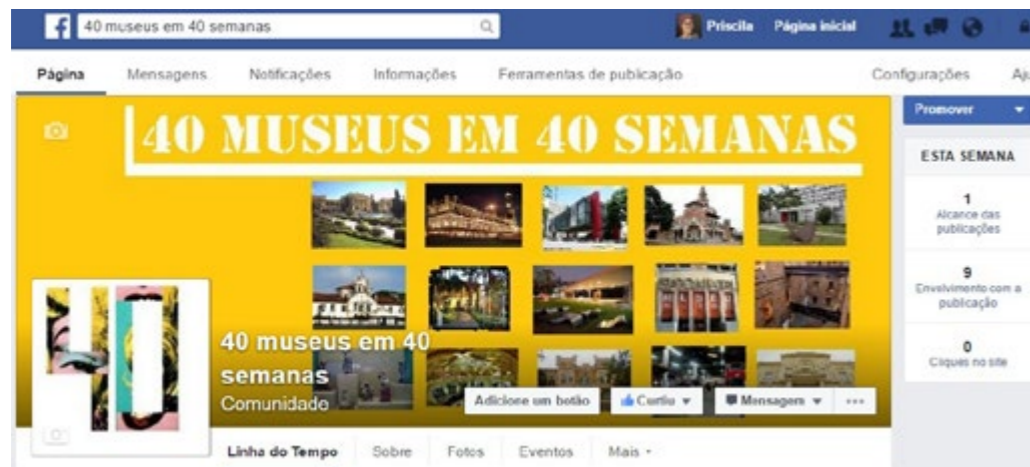 f 40 museus em 40 semanas Priscila Página inicial
Página Mensagens Notificações Informações Ferramentas de publicação Configurações Aju
40 MUSEUS EM 40 SEMANAS
Promover
ESTA SEMANA
1
Alcance das
publicações
9
Envolvimento com a
publicação
0
Cliques no site
40 museus em 40
semanas
Comunidade
Adicione um botão Curtiu Mensagem
Linha do Tempo Sobre Fotos Eventos Mais